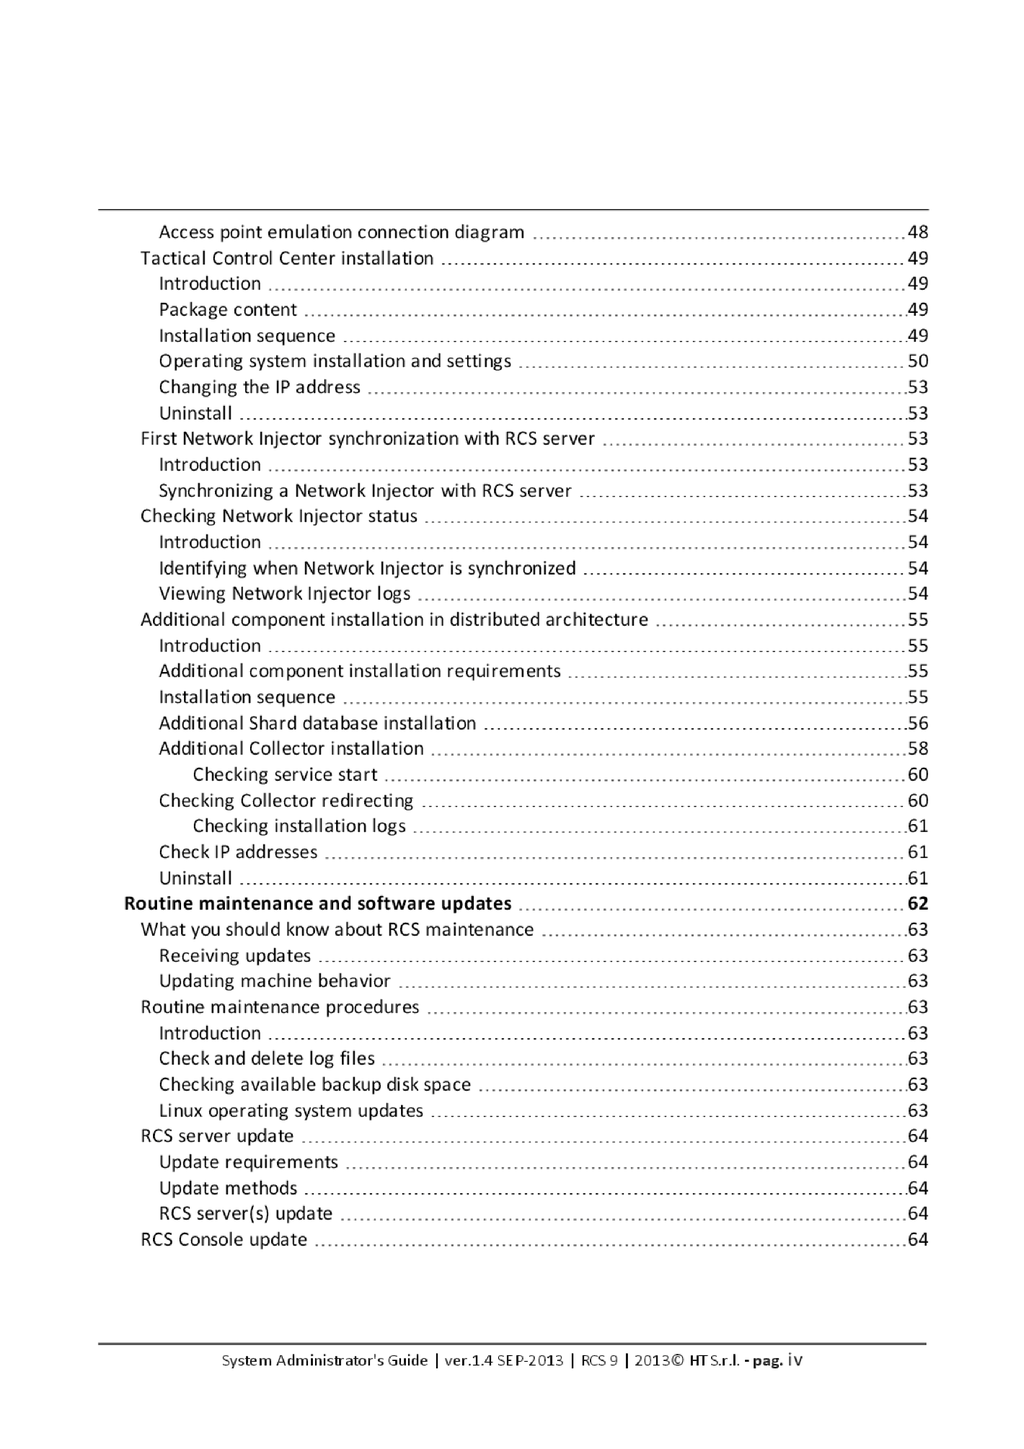 Access point emulation connection diagram 48
Tactical Control Center installation 49
Introduction 49
Package content 49
Installation sequence 49
Operating system installation and settings 50
Changing the IP address 53
Uninstall 53
First Network Injector synchronization with RCS server 53
Introduction 53
Synchronizing a Network Injector with RCS server 53
Checking Network Injector status 54
Introduction 54
Identifying when Network Injector is synchronized 54
Viewing Network Injector logs 54
Additional component installation in distributed architecture 55
Introduction 55
Additional component installation requirements 55
Installation sequence 55
Additional Shard database installation 56
Additional Collector installation 58
Checking service start 60
Checking Collector redirecting 60
Checking installation logs 61
Check IP addresses 61
Uninstall 61
Routine maintenance and software updates 62
What you should know about RCS maintenance 63
Receiving updates 63
Updating machine behavior 63
Routine maintenance procedures 63
Introduction 63
Check and delete log files 63
Checking available backup disk space 63
Linux operating system updates 63
RCS server update 64
Update requirements 64
Update methods 64
RCS server(s) update 64
RCS Console update 64
System Administrator's Guide | ver.1.4 SEP-2013 | RCS 9 | 2013© HT S.r.l. - pag. iv